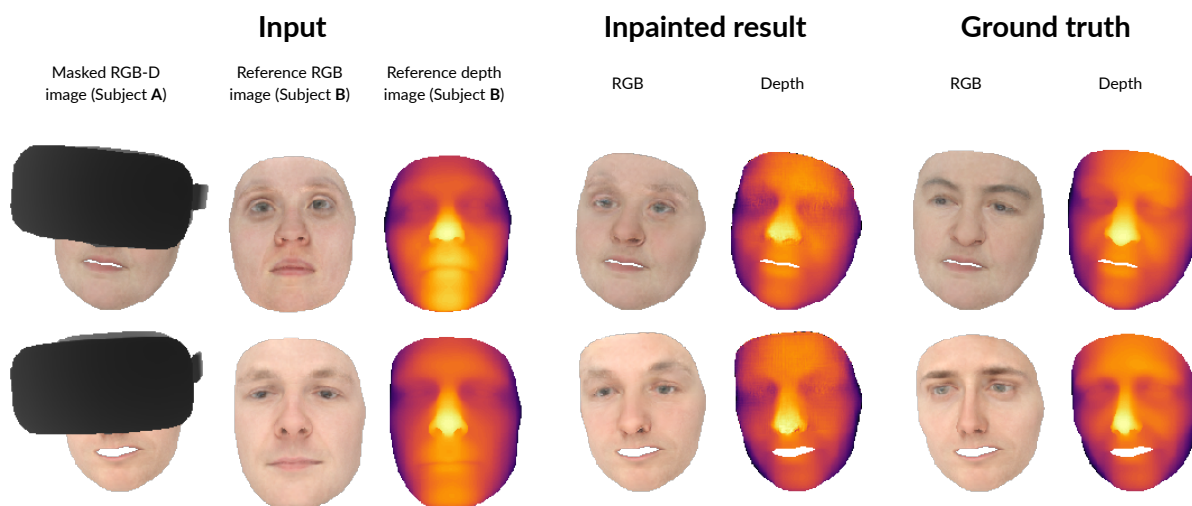 Input
Inpainted result
Ground truth
Masked RGB-D
image (Subject A)
Reference RGB
image (Subject B)
Reference depth
image (Subject B)
RGB
Depth
RGB
Depth